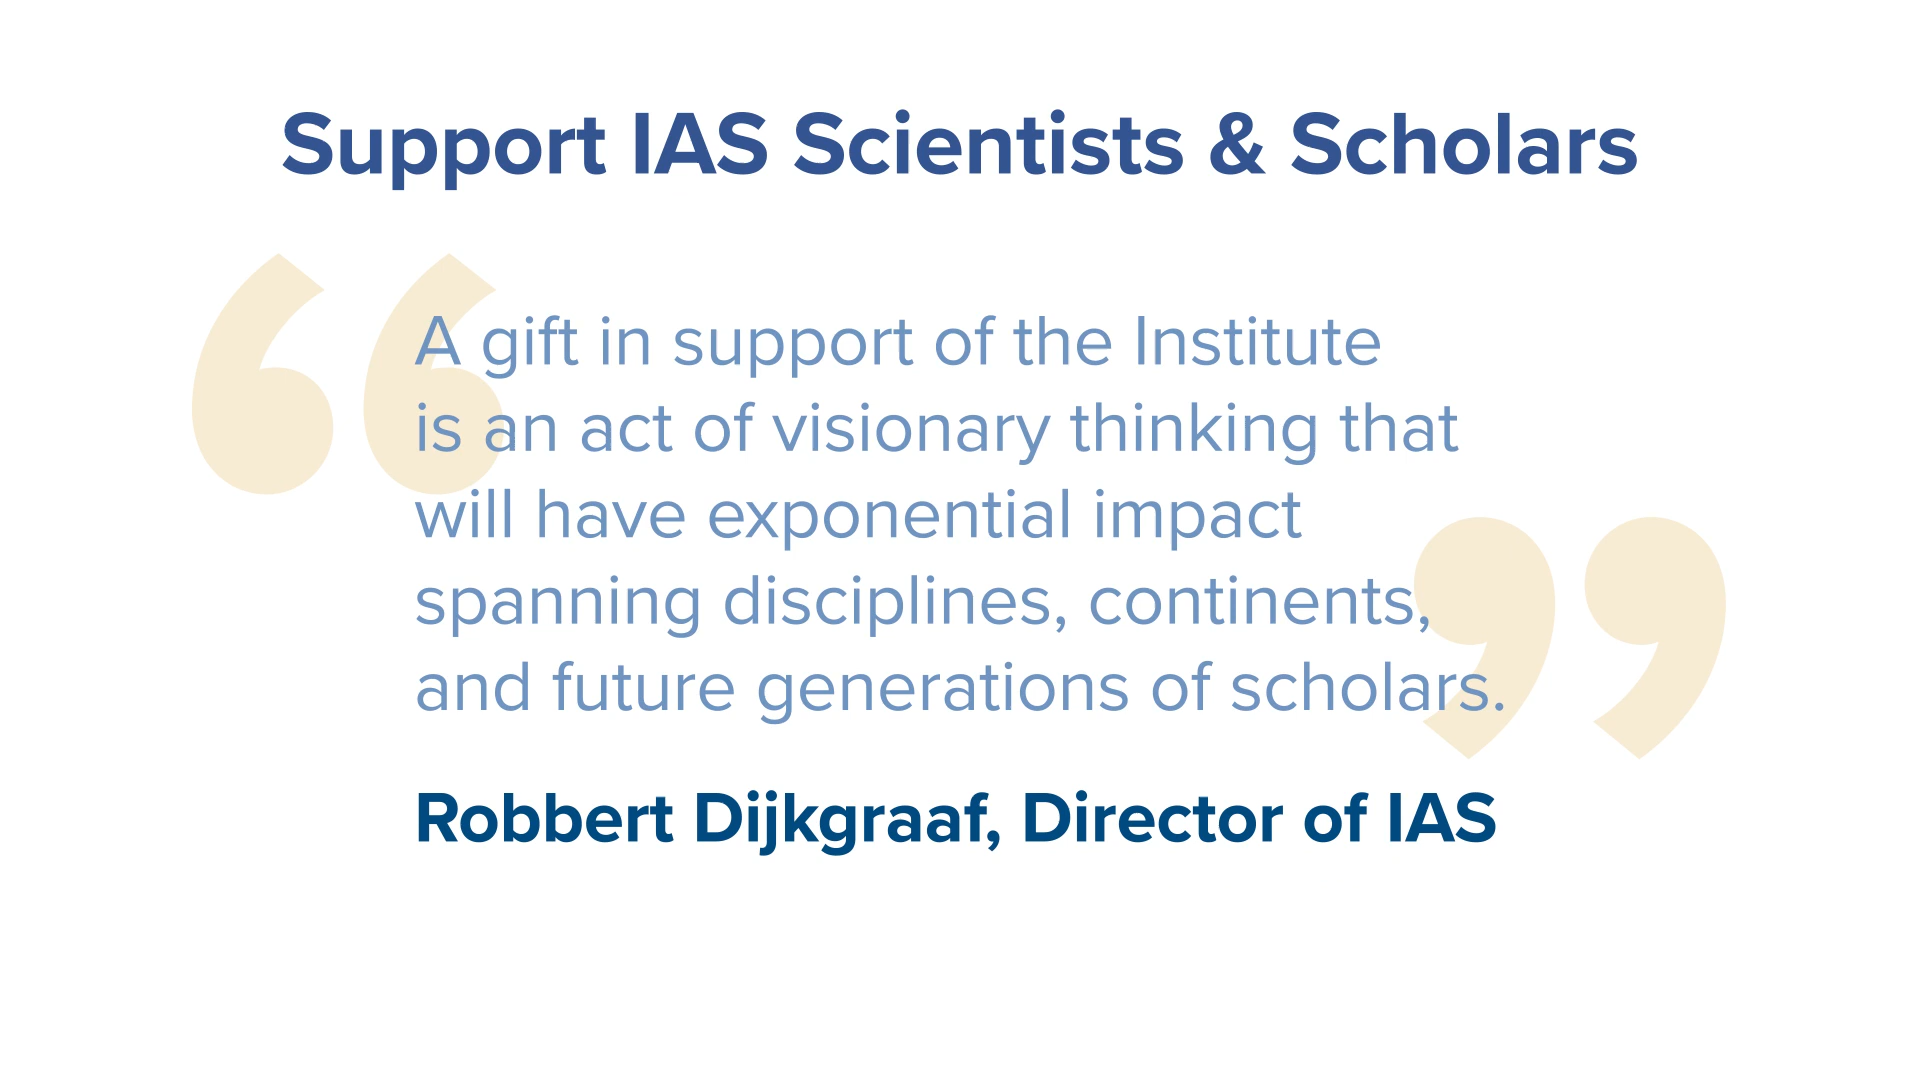 Support IAS Scientists & Scholars
“
A gift in support of the Institute
is an act of visionary thinking that
will have exponential impact
spanning disciplines, continents,
and future generations of scholars.
”
Robbert Dijkgraaf, Director of IAS